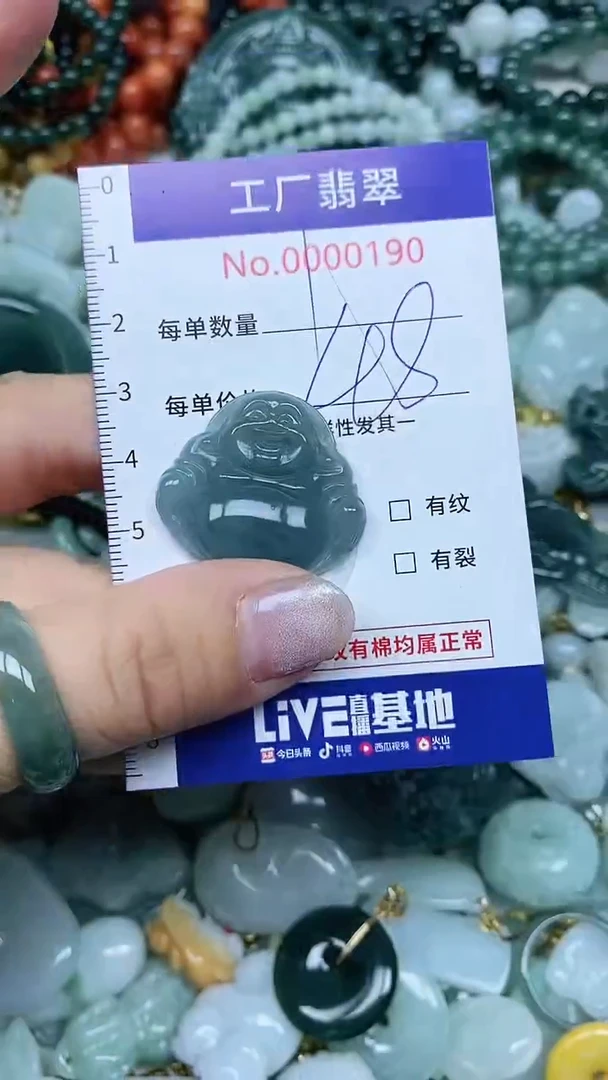 0
工厂翡翠
No.0000190
1
2
每单数量
3
每单价
148
性发其一
4
有纹
5
有裂
有棉均属正常
LiVE直播基地
今日头条 抖音 西瓜视频 火山